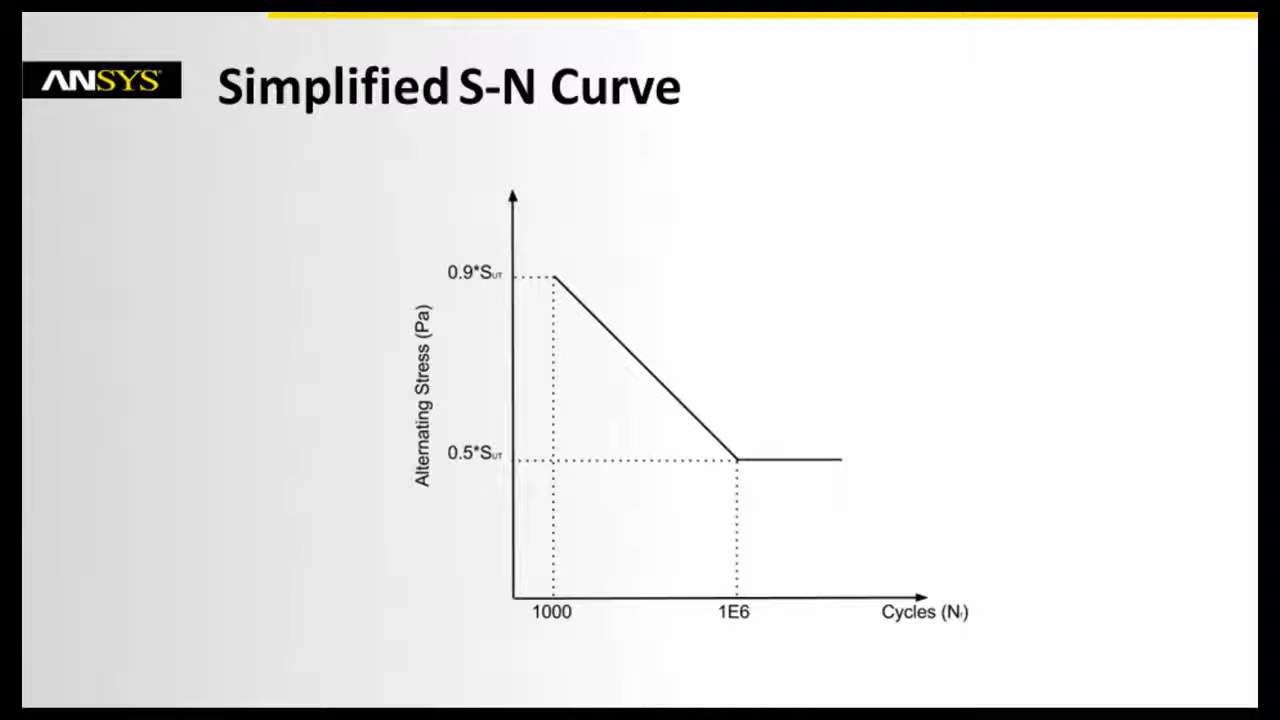 ANSYS
Simplified S-N Curve
0.9*SUT
Alternating Stress (Pa)
0.5*SUT
1000
1E6
Cycles (Nf)